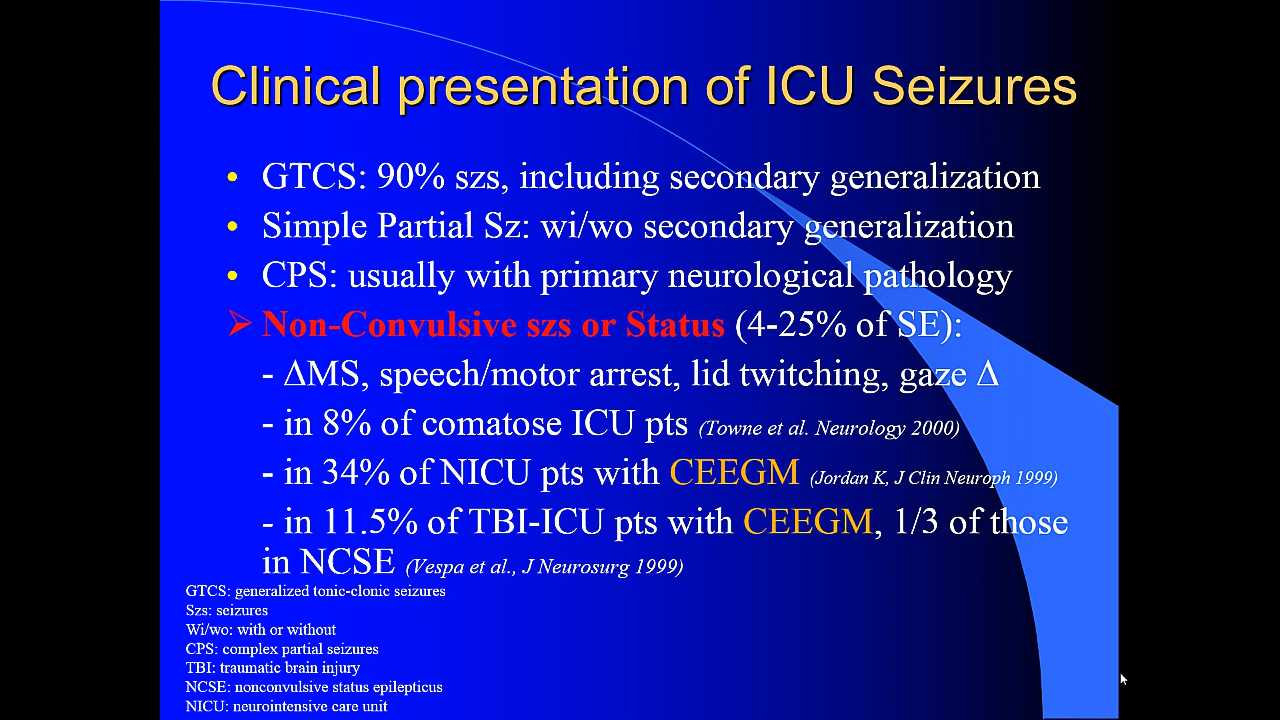 Clinical presentation of ICU Seizures
• GTCS: 90% szs, including secondary generalization
• Simple Partial Sz: wi/wo secondary generalization
• CPS: usually with primary neurological pathology
➢ Non-Convulsive szs or Status (4-25% of SE):
- ΔMS, speech/motor arrest, lid twitching, gaze Δ
- in 8% of comatose ICU pts (Towne et al. Neurology 2000)
- in 34% of NICU pts with CEEGM (Jordan K, J Clin Neuroph 1999)
- in 11.5% of TBI-ICU pts with CEEGM, 1/3 of those
in NCSE (Vespa et al., J Neurosurg 1999)
GTCS: generalized tonic-clonic seizures
Szs: seizures
Wi/wo: with or without
CPS: complex partial seizures
TBI: traumatic brain injury
NCSE: nonconvulsive status epilepticus
NICU: neurointensive care unit